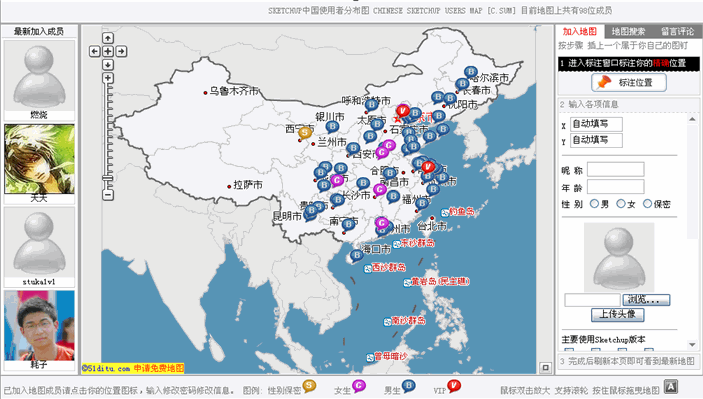 SKETCHUP中国使用者分布图 CHINESE SKETCHUP USERS MAP [C.SUM] 目前地图上共有98位成员
最新加入成员
燃烧
天天
stuka1v1
耗子
乌鲁木齐市
哈尔滨市
长春市
沈阳市
呼和浩特市
银川市
太原市
石家庄市
西宁市
兰州市
西安市
拉萨市
合肥市
南昌市
长沙市
贵阳市
福州市
昆明市
南宁市
广州市
台北市
海口市
钓鱼岛
东沙群岛
西沙群岛
黄岩岛(民主礁)
南沙群岛
曾母暗沙
©51ditu.com 申请免费地图
加入地图 地图搜索 留言评论
按步骤 插上一个属于你自己的图钉
1 进入标注窗口标注你的精确位置
标注位置
2 输入各项信息
X 自动填写
Y 自动填写
昵 称
年 龄
性 别 男 女 保密
浏览...
上传头像
主要使用Sketchup版本
3 完成后刷新本页即可看到最新地图
已加入地图成员请点击你的位置图标，输入修改密码修改信息。 图例: 性别保密 S 女生 G 男生 B VIP V 鼠标双击放大 支持滚轮 按住鼠标拖曳地图